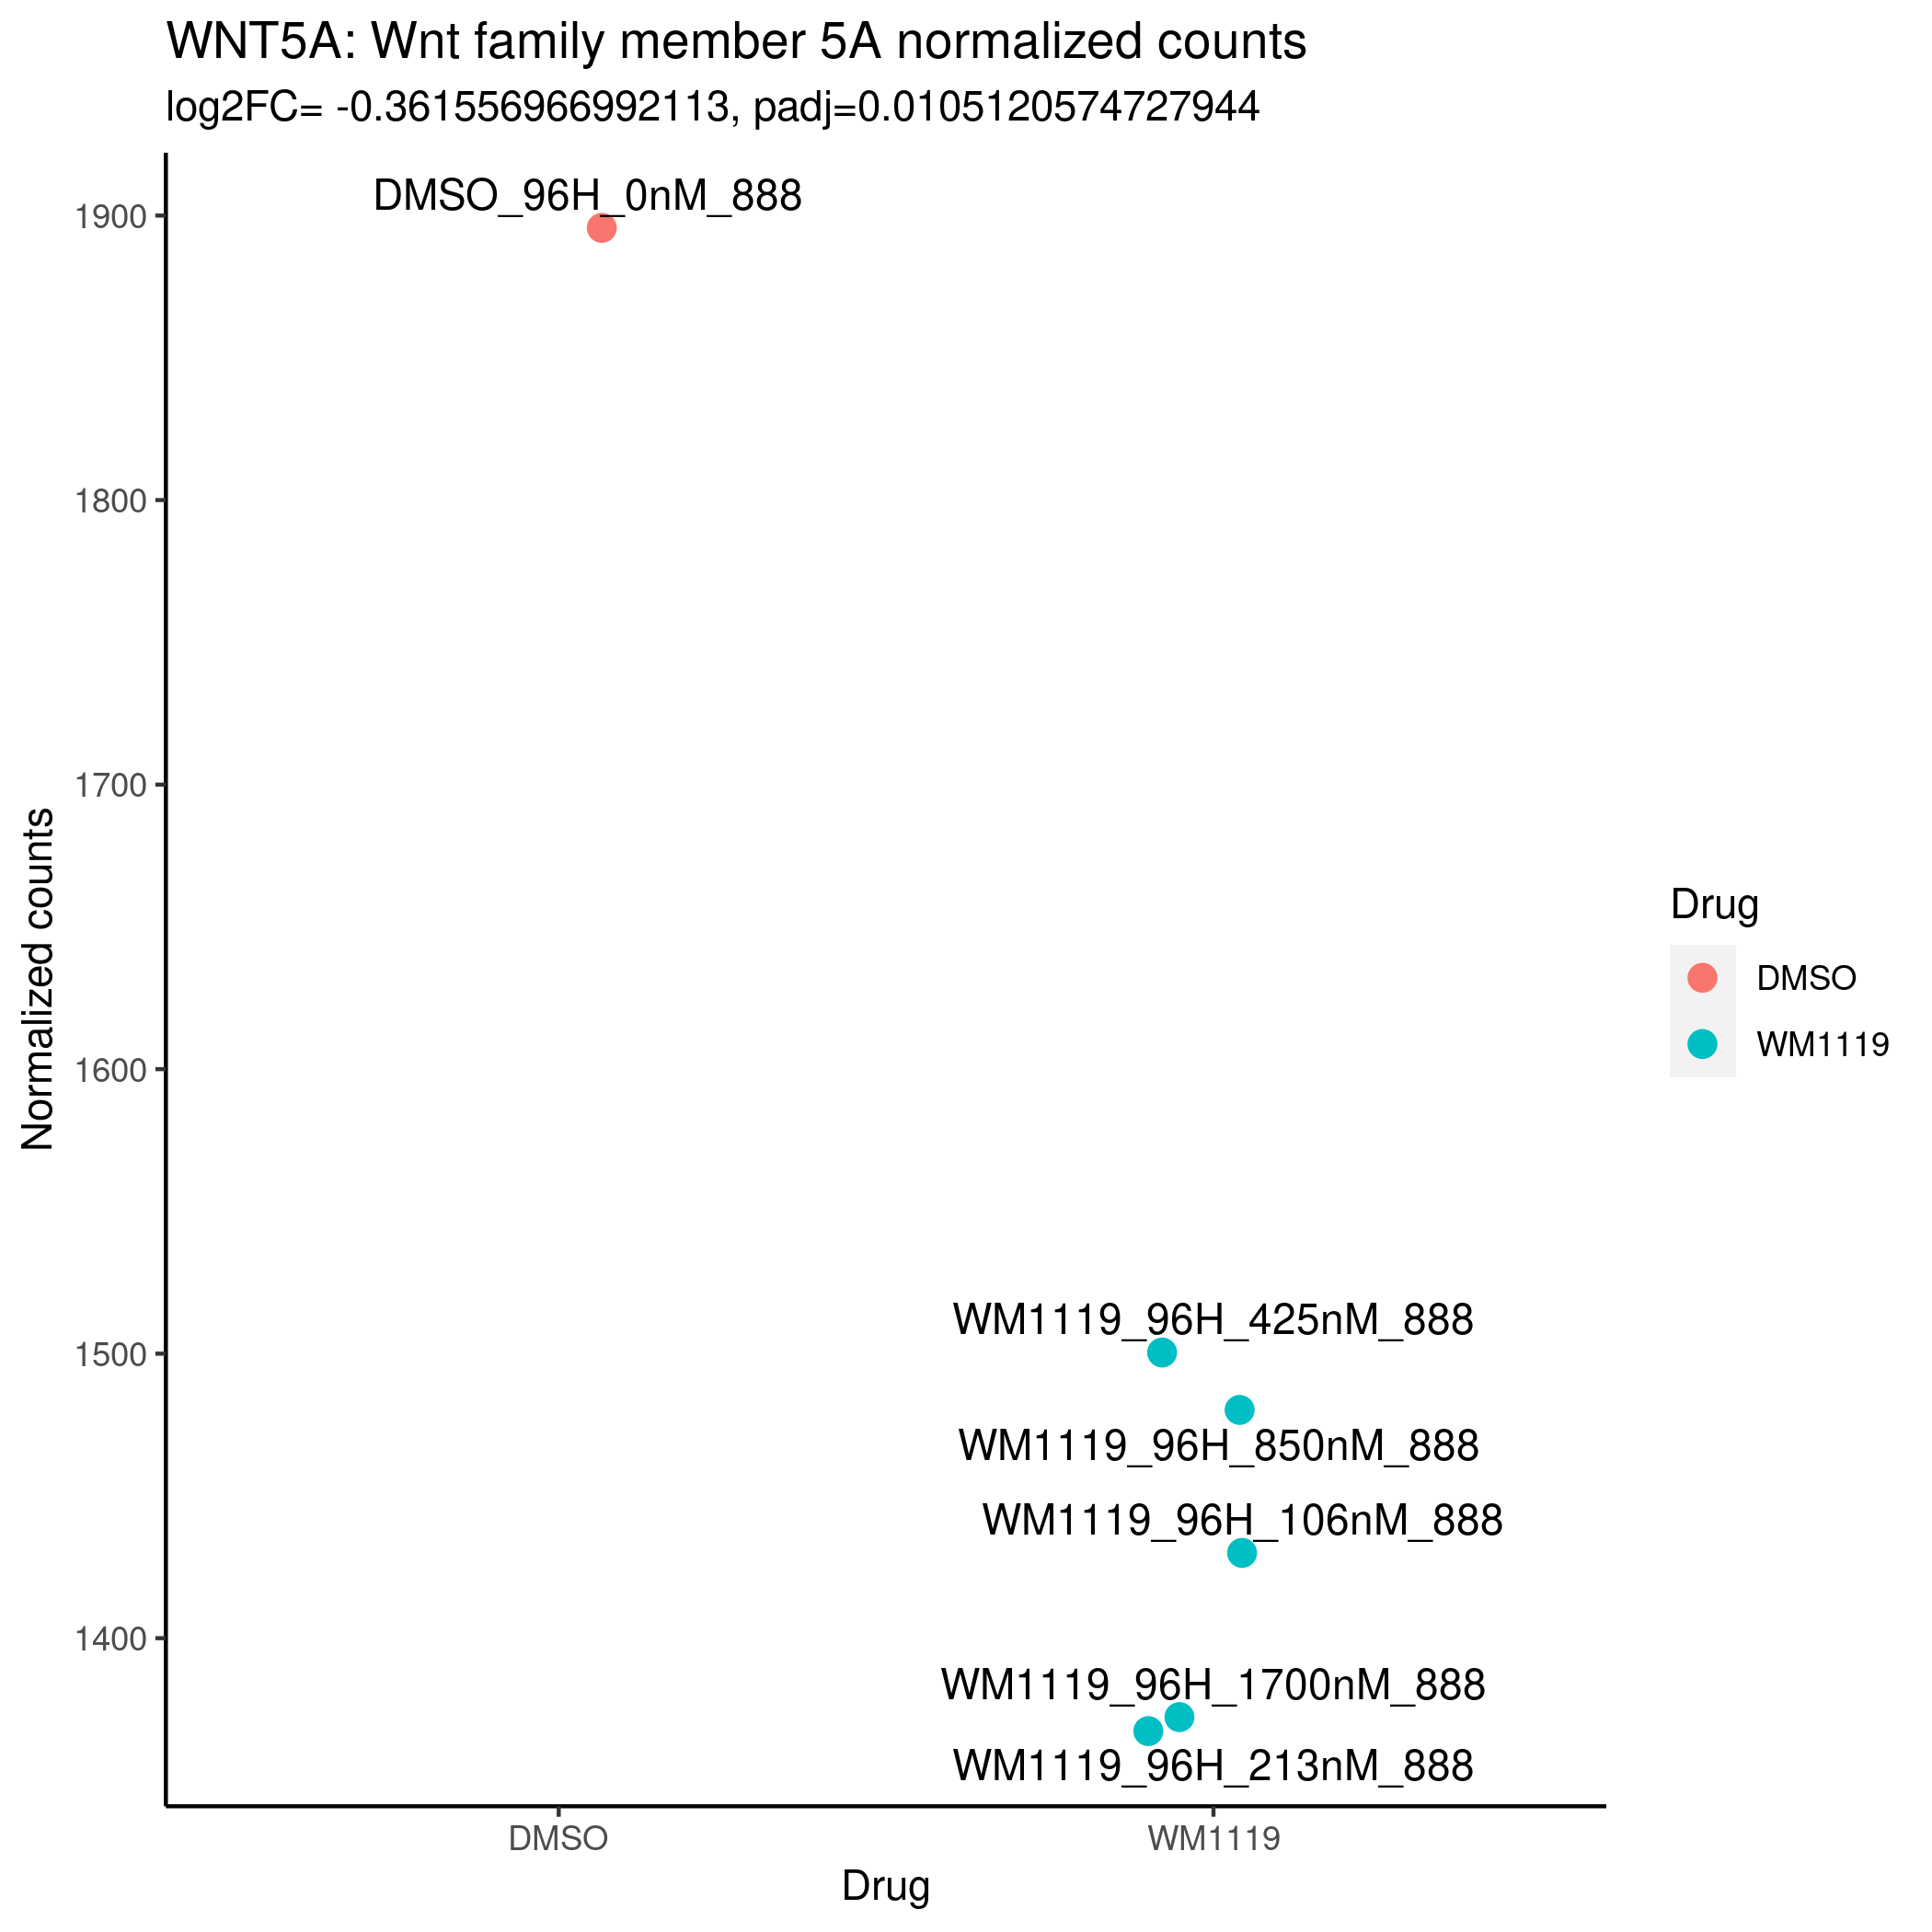 WNT5A: Wnt family member 5A normalized counts
log2FC= -0.361556966992113, padj=0.0105120574727944
DMSO_96H_0nM_888
1900
1800
1700
1600
1500
1400
Normalized counts
WM1119_96H_425nM_888
WM1119_96H_850nM_888
WM1119_96H_106nM_888
WM1119_96H_1700nM_888
WM1119_96H_213nM_888
DMSO
WM1119
Drug
Drug
DMSO
WM1119